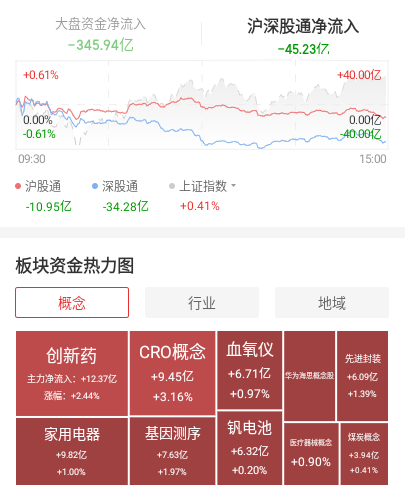 大盘资金净流入
沪深股通净流入
-345.94亿
-45.23亿
+0.61%
+40.00亿
0.00%
0.00亿
-0.61%
-40.00亿
09:30
15:00
沪股通
深股通
上证指数
-10.95亿
-34.28亿
+0.41%
板块资金热力图
概念
行业
地域
创新药
主力净流入：+12.37亿
涨幅：+2.44%
CRO概念
+9.45亿
+3.16%
血氧仪
+6.71亿
+0.97%
华为海思概念股
先进封装
+6.09亿
+1.39%
家用电器
+9.82亿
+1.00%
基因测序
+7.63亿
+1.97%
钒电池
+6.32亿
+0.20%
医疗器械概念
+0.90%
煤炭概念
+3.94亿
+0.41%